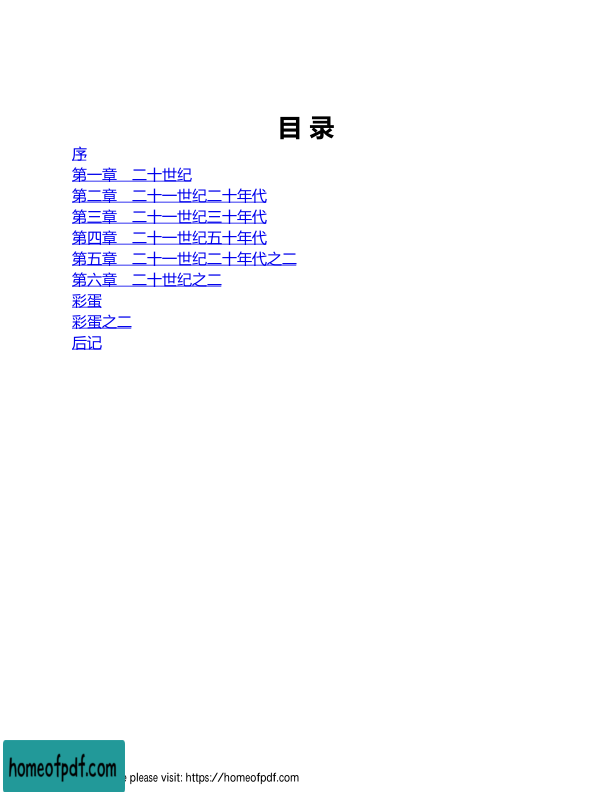 目 录
序
第一章　二十世纪
第二章　二十一世纪二十年代
第三章　二十一世纪三十年代
第四章　二十一世纪五十年代
第五章　二十一世纪二十年代之二
第六章　二十世纪之二
彩蛋
彩蛋之二
后记
homeofpdf.com
e please visit: https://homeofpdf.com